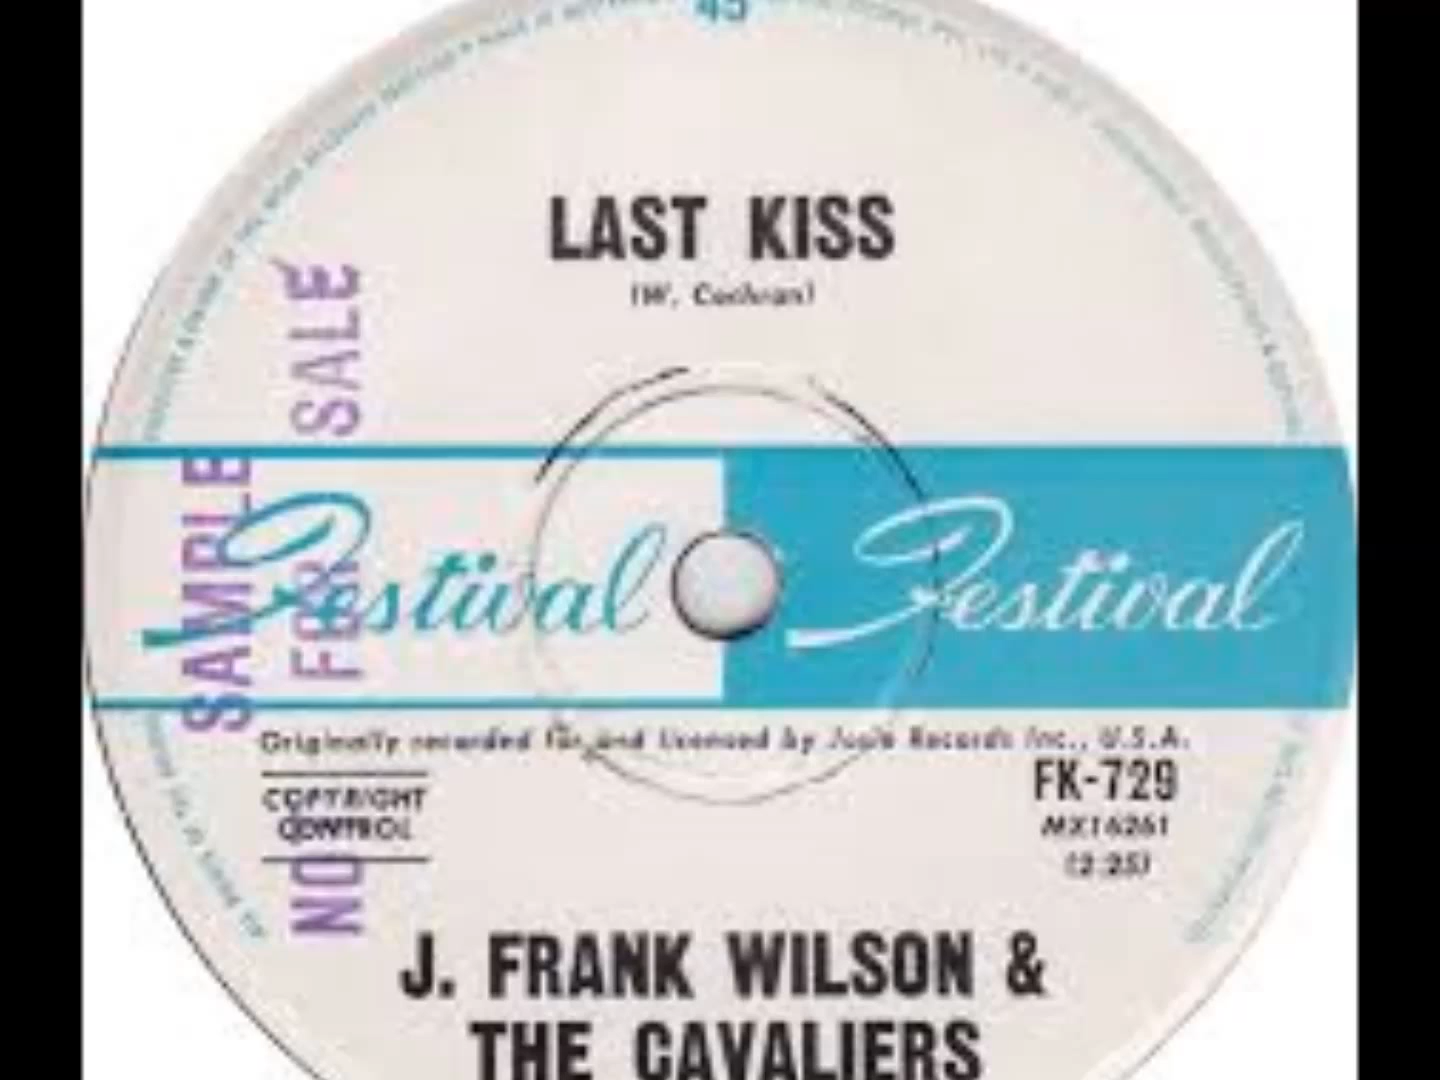 45
LAST KISS
(W. Cochran)
SAMPLE
NOT FOR SALE
Festival Festival
Originally recorded for and licensed by Josie Records Inc., U.S.A.
COPYRIGHT
CONTROL
FK-729
MX16261
(2:25)
J. FRANK WILSON &
THE CAVALIERS